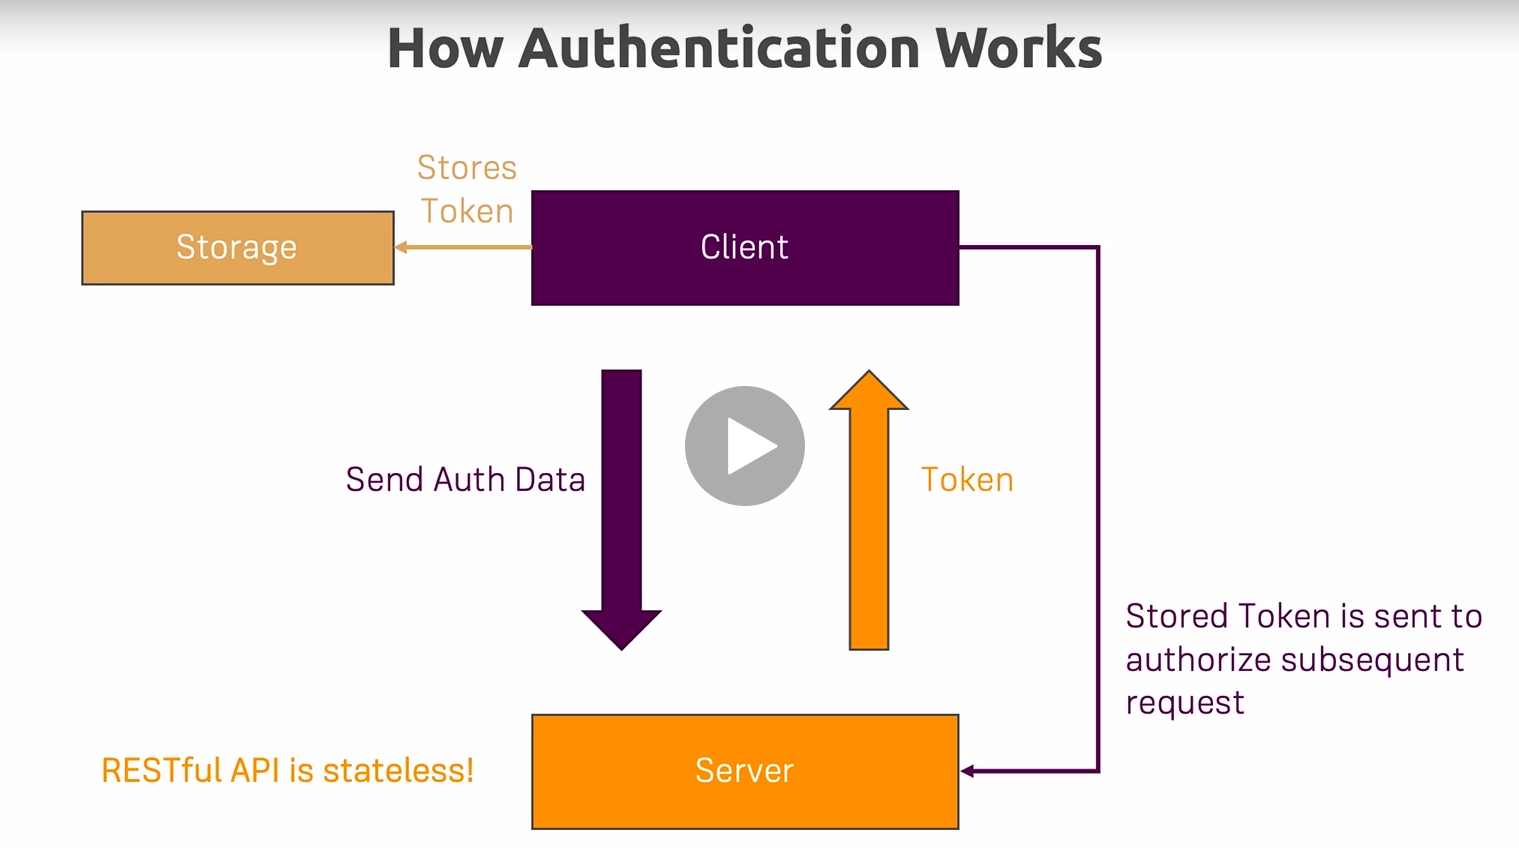 How Authentication Works
Stores
Token
Storage
Client
Send Auth Data
Token
Stored Token is sent to
authorize subsequent
request
RESTful API is stateless!
Server